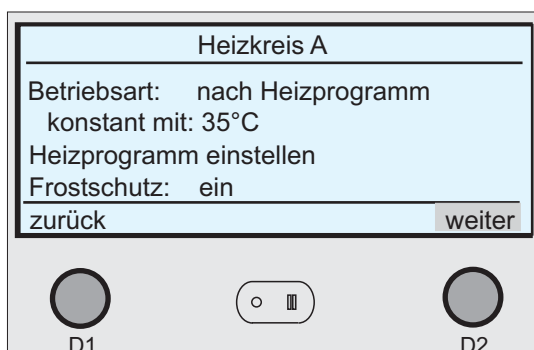 Heizkreis A
Betriebsart: nach Heizprogramm
konstant mit: 35°C
Heizprogramm einstellen
Frostschutz: ein
zurück weiter
D1 D2